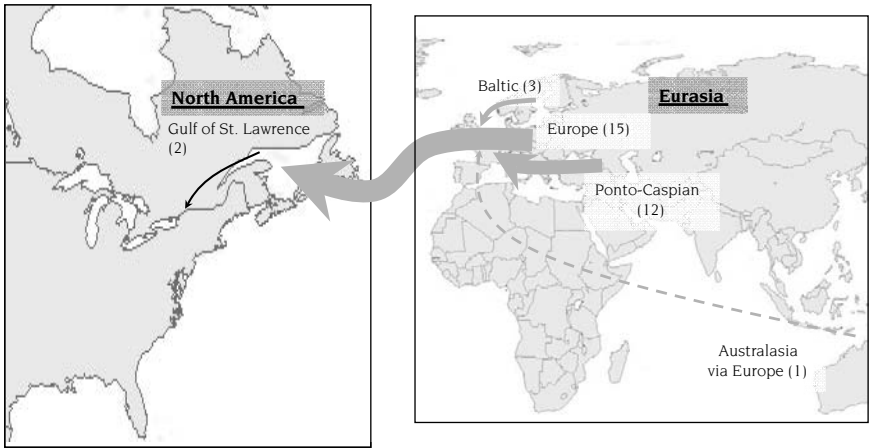 North America
Gulf of St. Lawrence
(2)
Baltic (3)
Eurasia
Europe (15)
Ponto-Caspian
(12)
Australasia
via Europe (1)